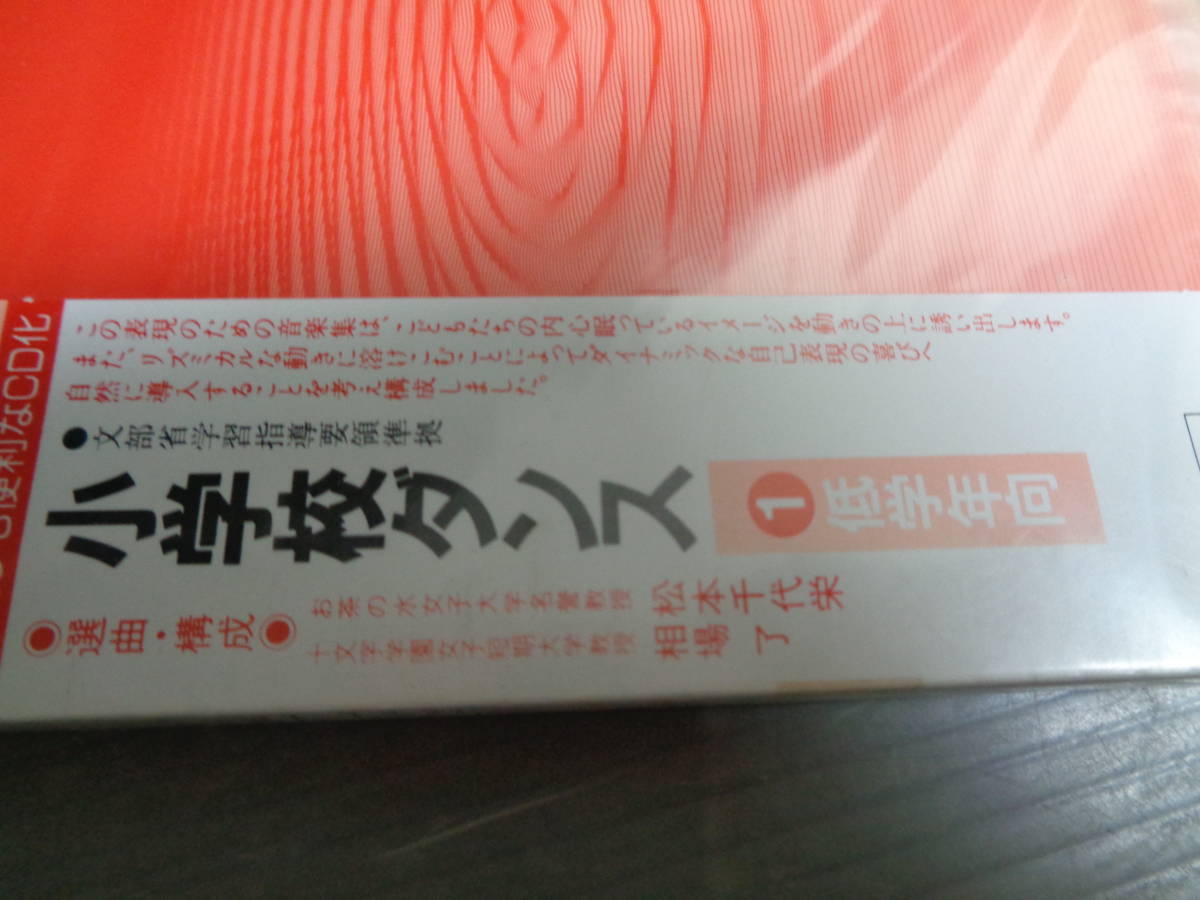 も便利なCD化・
この表現のための音楽集は、こどもたちの内心眠っているイメージを動きの上に誘い出します。
また、リズミカルな動きに溶けこむことによってダイナミックな自己表現の喜びへ
自然に導入することを考え構成しました。
●文部省学習指導要領準拠
小学校ダンス ① 低学年向
◉選曲・構成◉
お茶の水女子大学名誉教授 松本千代栄
十文字学園女子短期大学教授 相場 了